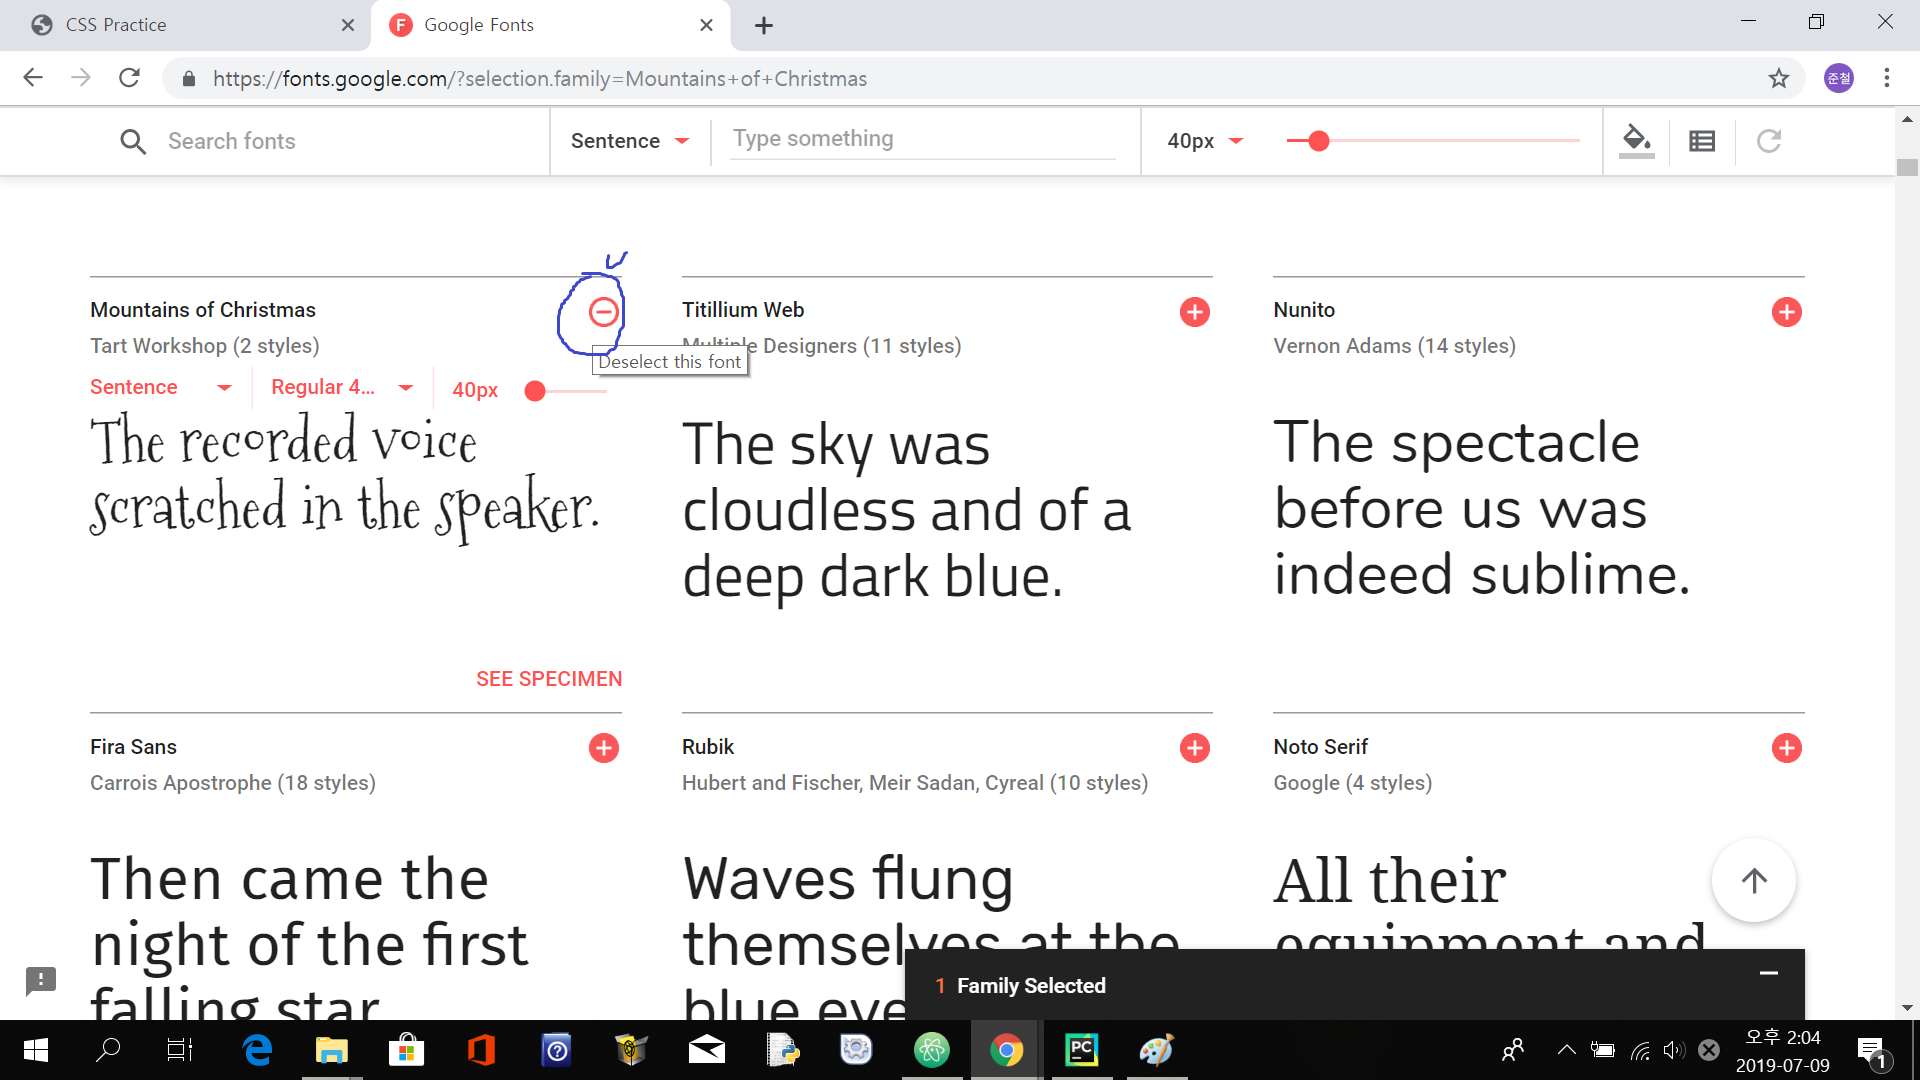 CSS Practice
Google Fonts
https://fonts.google.com/?selection.family=Mountains+of+Christmas
준철
Search fonts
Sentence
Type something
40px
Mountains of Christmas
Tart Workshop (2 styles)
Deselect this font
Sentence
Regular 4...
40px
The recorded voice
scratched in the speaker.
SEE SPECIMEN
Titillium Web
Multiple Designers (11 styles)
The sky was
cloudless and of a
deep dark blue.
Nunito
Vernon Adams (14 styles)
The spectacle
before us was
indeed sublime.
Fira Sans
Carrois Apostrophe (18 styles)
Then came the
night of the first
falling star
Rubik
Hubert and Fischer, Meir Sadan, Cyreal (10 styles)
Waves flung
themselves at the
blue eve
Noto Serif
Google (4 styles)
All their
equipment and
1 Family Selected
PC
오후 2:04
2019-07-09
1